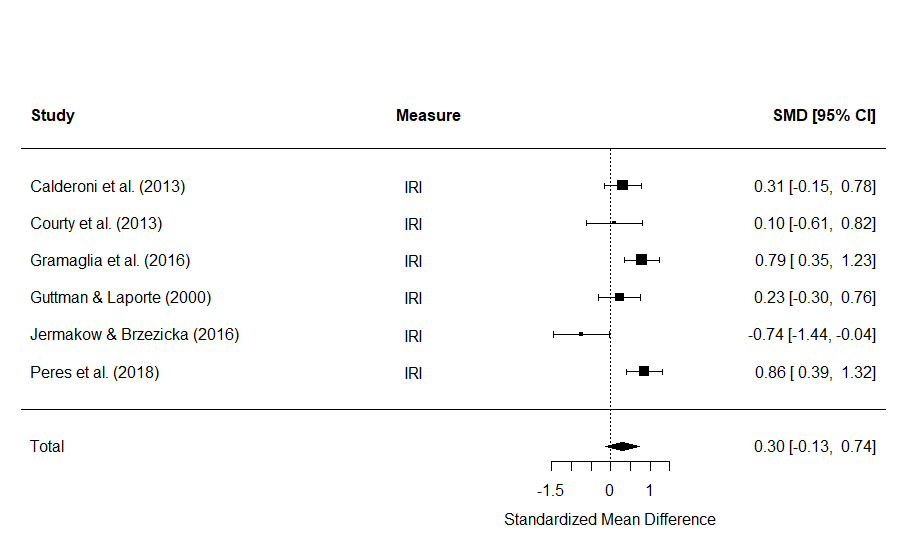 Study Measure SMD [95% CI]
Calderoni et al. (2013) IRI 0.31 [-0.15, 0.78]
Courty et al. (2013) IRI 0.10 [-0.61, 0.82]
Gramaglia et al. (2016) IRI 0.79 [ 0.35, 1.23]
Guttman & Laporte (2000) IRI 0.23 [-0.30, 0.76]
Jermakow & Brzezicka (2016) IRI -0.74 [-1.44, -0.04]
Peres et al. (2018) IRI 0.86 [ 0.39, 1.32]
Total 0.30 [-0.13, 0.74]
-1.5 0 1
Standardized Mean Difference